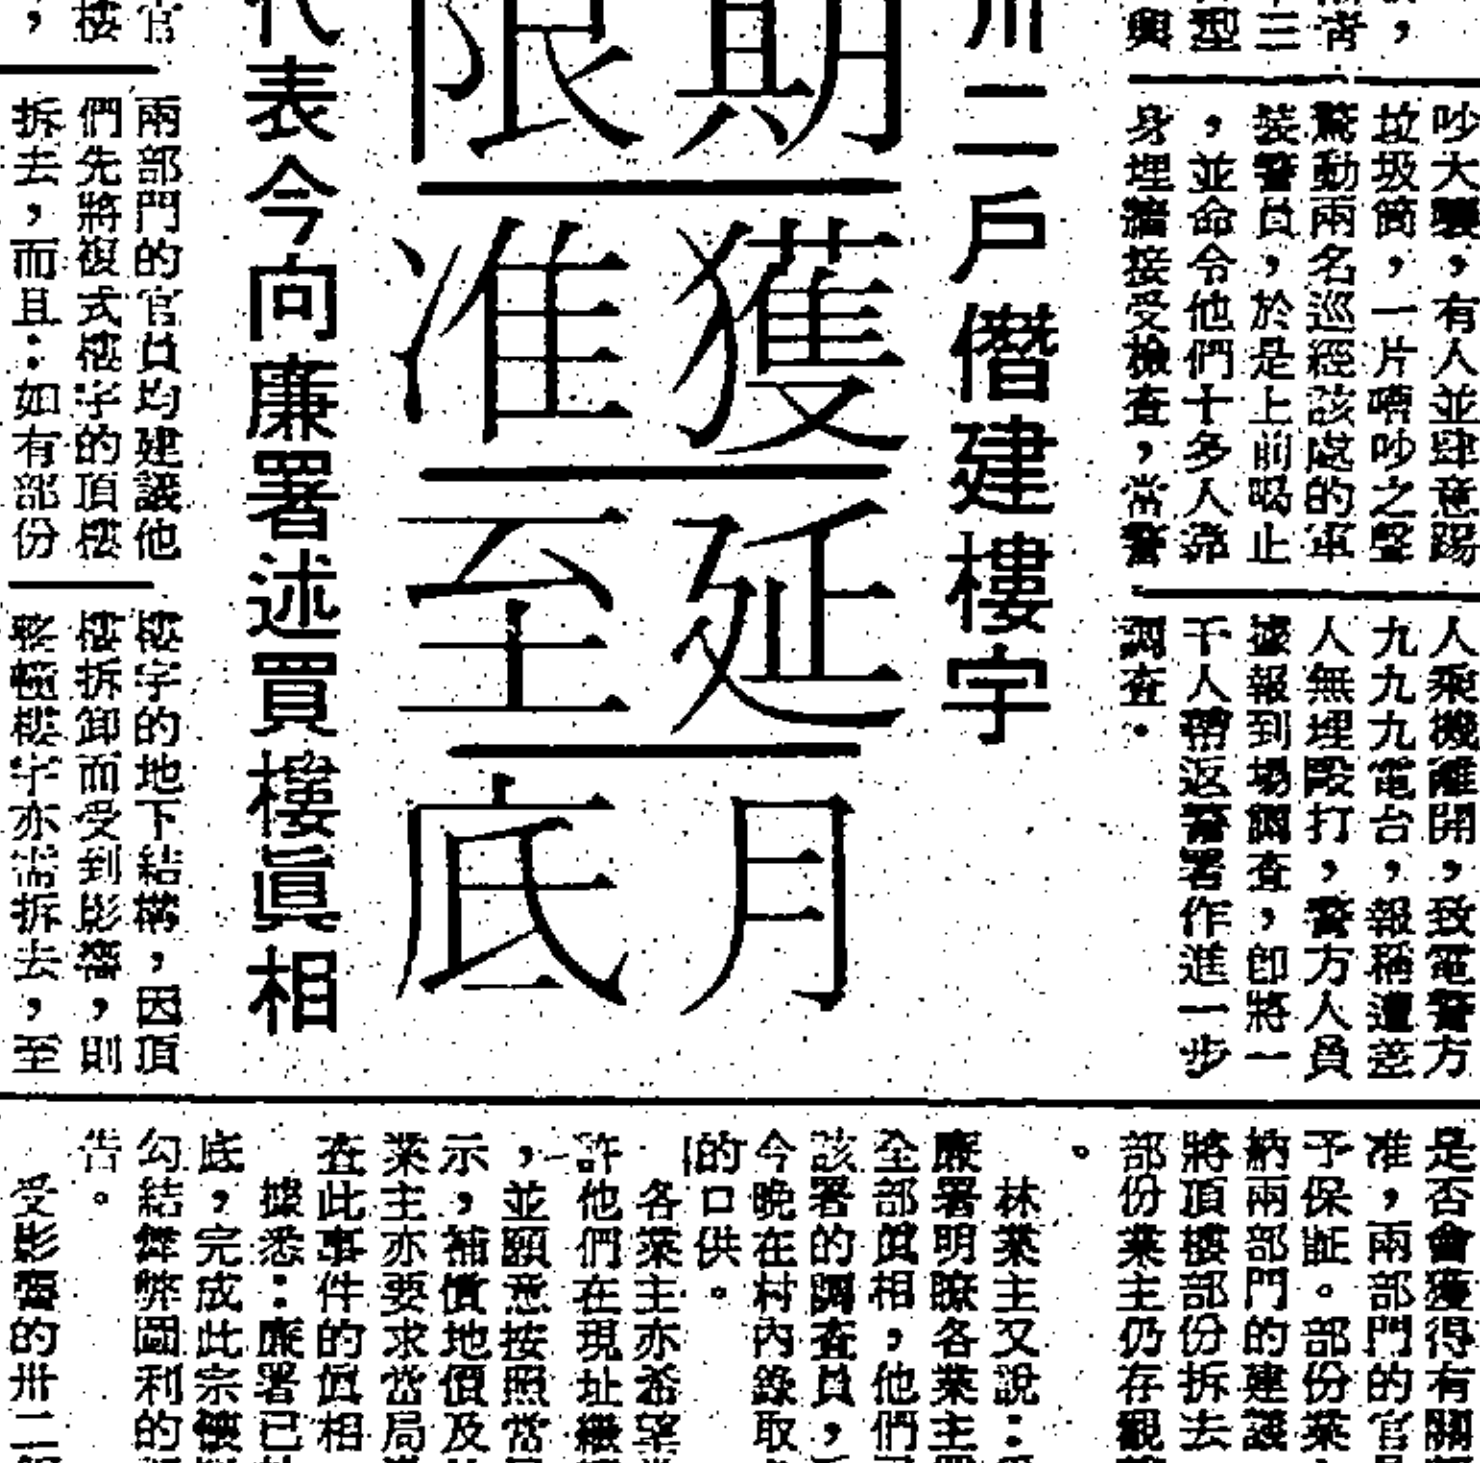 吵大鬧，有人並肆意踢
垃圾筒，一片嘈吵之聲
驚動兩名巡經該處的軍
裝警員，於是上前喝止
，並命令他們十多人靠
身埋牆接受檢查，當警
人乘機離開，致電警方
九九九電台，報稱遭差
人無埋毆打，警方人員
據報到場調查，卽將一
干人帶返警署作進一步
調查。
卅二戶僭建樓宇
期獲延月
限准至底
代表今向廉署述買樓眞相
兩部門的官員均建議他
們先將複式樓宇的頂樓
拆去，而且：如有部份
樓宇的地下結構，因頂
樓拆卸而受到影響，則
整幢樓宇亦需拆去，至
是否會獲得有關
准，兩部門的官
予保証。部份業
納兩部門的建議
將頂樓部份拆去
部份業主仍存觀
。
林業主又說：
廉署明瞭各業主
全部眞相，他們
該署的調查員，
今晚在村內錄取
的口供。
各業主亦希望
許他們在現址繼
，並願意按照當
示，補償地價及
業主亦要求當局
查此事件的眞相
據悉：廉署已
底，完成此宗懷
勾結舞弊圖利的
告。
受影響的卅二